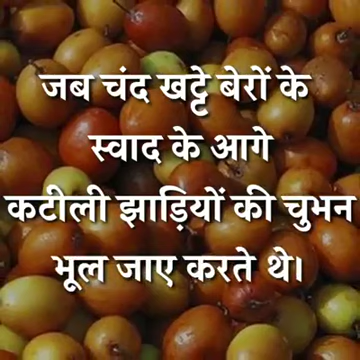 जब चंद खट्टे बेरों के
स्वाद के आगे
कटीली झाड़ियों की चुभन
भूल जाए करते थे।